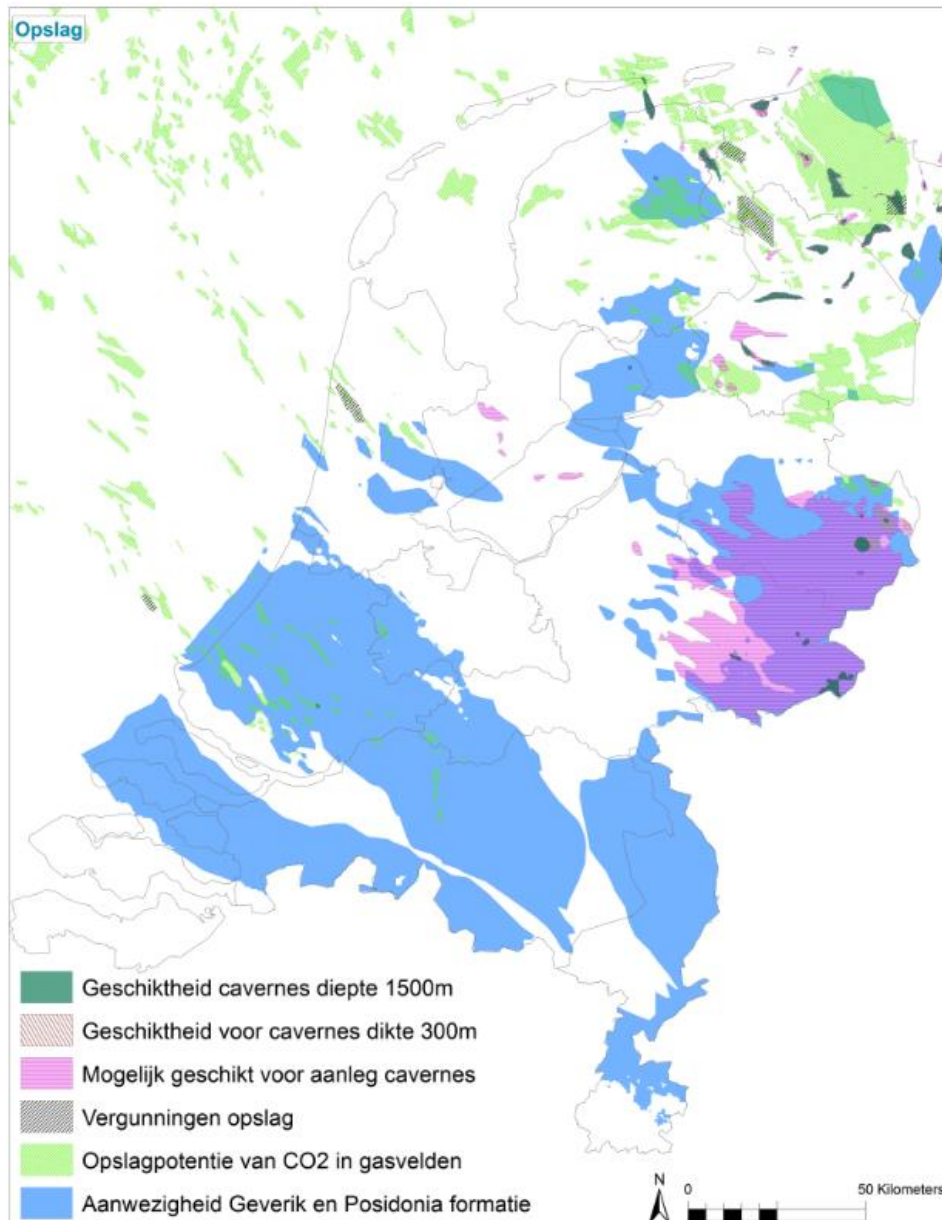 Opslag
Geschiktheid cavernes diepte 1500m
Geschiktheid voor cavernes dikte 300m
Mogelijk geschikt voor aanleg cavernes
Vergunningen opslag
Opslagpotentie van CO2 in gasvelden
Aanwezigheid Geverik en Posidonia formatie
N
0 50 Kilometers